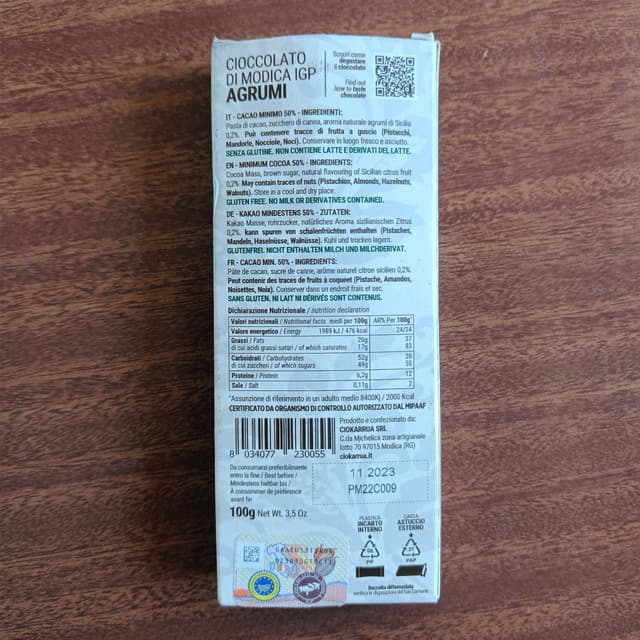 CIOCCOLATO
DI MODICA IGP
AGRUMI
Scopri come
degustare
il cioccolato
Find out
how to taste
chocolate
IT - CACAO MINIMO 50% - INGREDIENTI:
Pasta di cacao, zucchero di canna, aroma naturale agrumi di Sicilia
0,2%. Può contenere tracce di frutta a guscio (Pistacchi,
Mandorle, Nocciole, Noci). Conservare in luogo fresco e asciutto.
SENZA GLUTINE. NON CONTIENE LATTE E DERIVATI DEL LATTE.
EN - MINIMUM COCOA 50% - INGREDIENTS:
Cocoa Mass, brown sugar, natural flavouring of Sicilian citrus fruit
0,2%. May contain traces of nuts (Pistachios, Almonds, Hazelnuts,
Walnuts). Store in a cool and dry place.
GLUTEN FREE. NO MILK OR DERIVATIVES CONTAINED.
DE - KAKAO MINDESTENS 50% - ZUTATEN:
Kakao Masse, rohrzucker, natürliches Aroma sizilianischen Zitrus
0,2%. kann spuren von schalenfrüchten enthalten (Pistaches,
Mandeln, Haselnüsse, Walnüsse). Kuhl und trocken lagern.
GLUTENFREI. NICHT ENTHALTEN MILCH UND MILCHDERIVAT.
FR - CACAO MIN. 50% - INGREDIENTS:
Pâte de cacao, sucre de canne, arôme naturel citron sicilien 0,2%.
Peut contenir des traces de fruits à coqueet (Pistache, Amandes,
Noisettes, Noix). Conserver dans un endroit frais et sec.
SANS GLUTEN. NI LAIT NI DÉRIVÉS SONT CONTENUS.
Dichiarazione Nutrizionale / nutrition declaration
Valori nutrizionali / Nutritional facts medi per 100g AR% Per 100g*
Valore energetico / Energy 1989 kJ / 476 kcal 24/24
Grassi / Fats 26g 37
di cui acidi grassi saturi / of which saturates 17g 83
Carboidrati / Carbohydrates 52g 20
di cui zuccheri / of which sugars 49g 55
Proteine / Protein 6,2g 12
Sale / Salt 0,11g 2
*Assunzione di riferimento in un adulto medio 8400Kj / 2000 Kcal
CERTIFICATO DA ORGANISMO DI CONTROLLO AUTORIZZATO DAL MIPAAF
8 034077 230055
Prodotto e confezionato da:
CIOKARRUA SRL
C.da Michelica zona artigianale
lotto 70 97015 Modica (RG)
ciokarrua.it
Da consumarsi preferibilmente
entro la fine / Best before /
Mindestens haltbar bis /
À consommer de préférence
avant fin
11.2023
PM22C009
100g Net Wt. 3,5 Oz
PLASTICA
INCARTO
INTERNO
PP
CARTA
ASTUCCIO
ESTERNO
PAP
Raccolta differenziata
verifica le disposizioni del tuo Comune